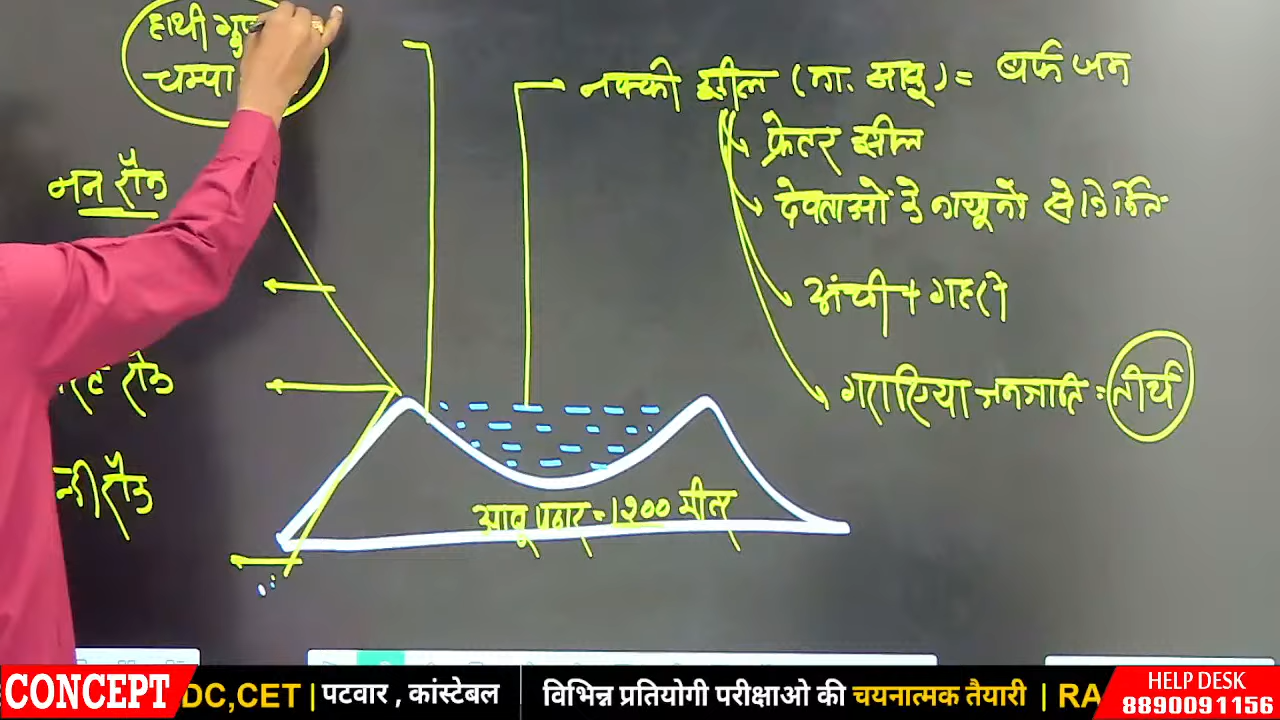 हाथी गुफ
चम्पा
नक्की झील (मा. आबू) = बर्फ जम
क्रेटर झील
देवताओं के नाखूनों से निर्मित
ऊंची + गहरी
गरासिया जनजाति = तीर्थ
नन रॉक
रॉक
रॉक
आबू पठार = 1200 मीटर
CONCEPT
DC,CET | पटवार , कांस्टेबल
विभिन्न प्रतियोगी परीक्षाओ की चयनात्मक तैयारी | RA
HELP DESK
8890091156